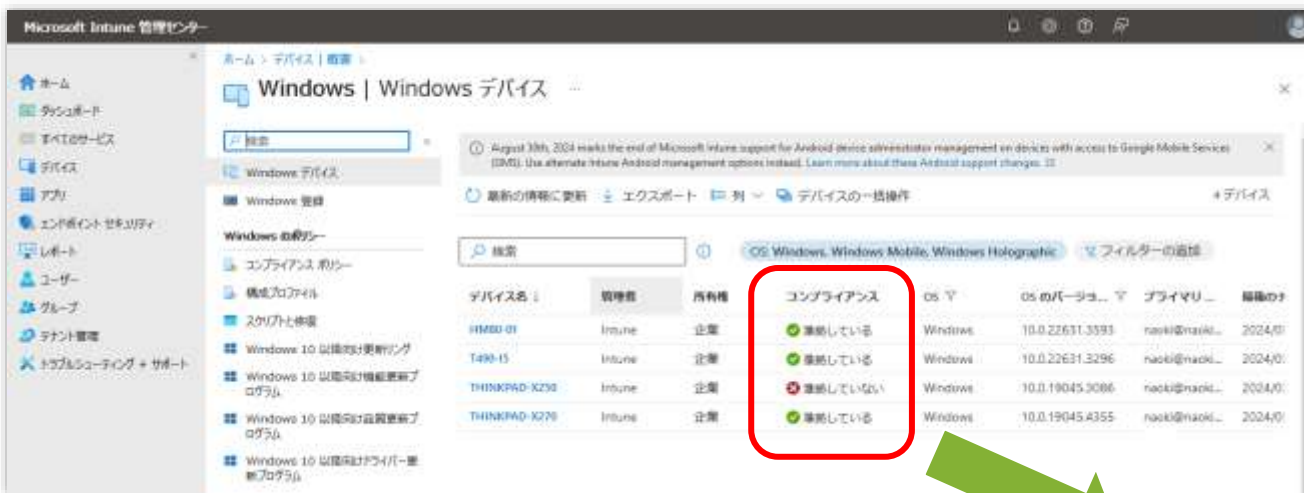 Microsoft Intune 管理センター
ホーム > デバイス | 概要 >
Windows | Windows デバイス ...
ホーム
ダッシュボード
すべてのサービス
デバイス
アプリ
エンドポイント セキュリティ
レポート
ユーザー
グループ
テナント管理
トラブルシューティング + サポート
検索
Windows デバイス
Windows 登録
Windows のポリシー
コンプライアンス ポリシー
構成プロファイル
スクリプトと修復
Windows 10 以降向け更新リング
Windows 10 以降向け機能更新プ
ログラム
Windows 10 以降向け品質更新プ
ログラム
Windows 10 以降向けドライバー更
新プログラム
August 30th, 2024 marks the end of Microsoft Intune support for Android device administrator management on devices with access to Google Mobile Services
(GMS). Use alternate Intune Android management options instead. Learn more about these Android support changes.
最新の情報に更新 エクスポート 列 デバイスの一括操作
+デバイス
検索
OS: Windows, Windows Mobile, Windows Holographic フィルターの追加
デバイス名 管理者 所有権 コンプライアンス OS OS のバージョ... プライマリ ... 最後のチ
HM80-01 Intune 企業 準拠している Windows 10.0.22631.3593 naoki@naoki... 2024/0
T490-15 Intune 企業 準拠している Windows 10.0.22631.3296 naoki@naoki... 2024/0
THINKPAD-X250 Intune 企業 準拠していない Windows 10.0.19045.3086 naoki@naoki... 2024/0
THINKPAD-X270 Intune 企業 準拠している Windows 10.0.19045.4355 naoki@naoki... 2024/0